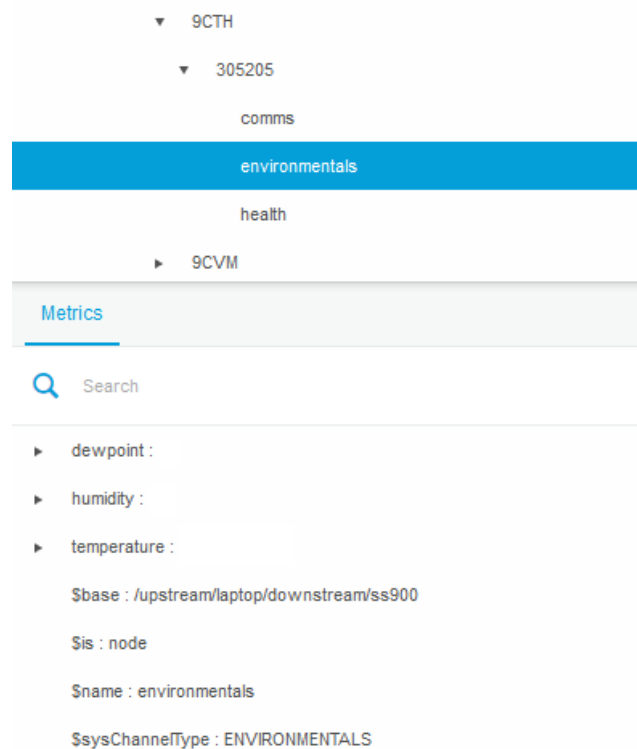 9CTH
305205
comms
environmentals
health
9CVM
Metrics
Search
dewpoint :
humidity :
temperature :
$base : /upstream/laptop/downstream/ss900
$is : node
$name : environmentals
$sysChannelType : ENVIRONMENTALS